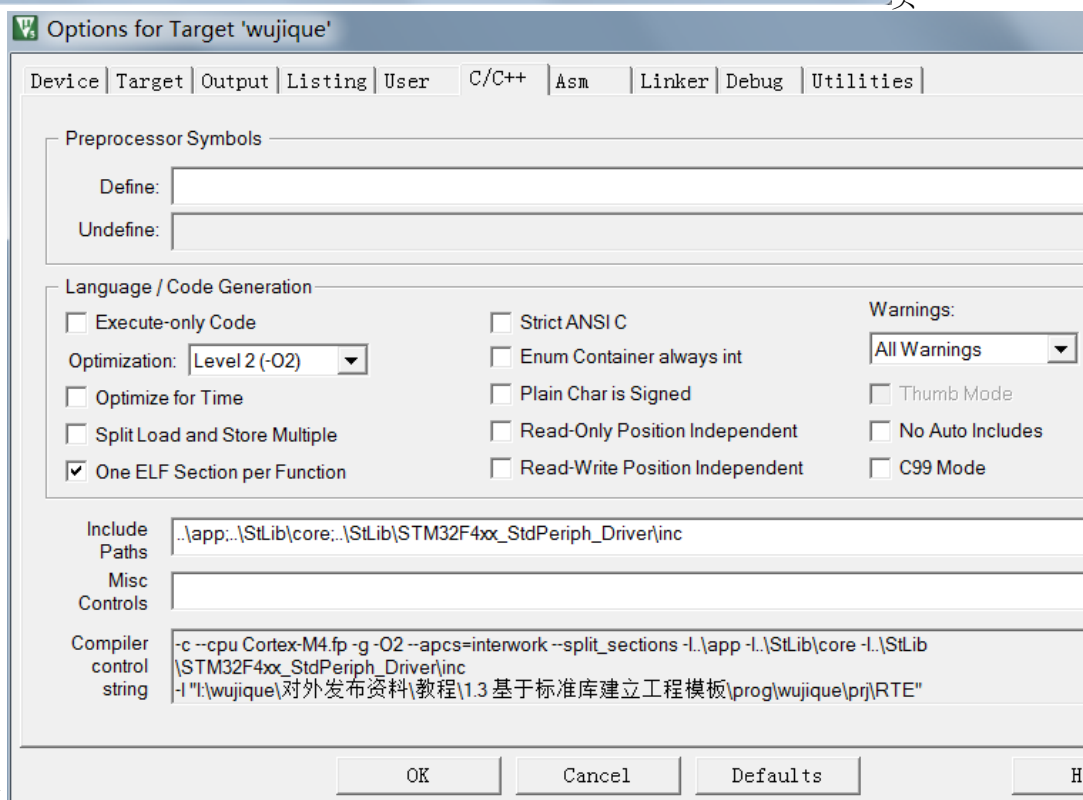 Options for Target 'wujique'
Device Target Output Listing User C/C++ Asm Linker Debug Utilities
Preprocessor Symbols
Define:
Undefine:
Language / Code Generation
Execute-only Code
Strict ANSI C
Warnings:
Optimization: Level 2 (-O2)
Enum Container always int
All Warnings
Optimize for Time
Plain Char is Signed
Thumb Mode
Split Load and Store Multiple
Read-Only Position Independent
No Auto Includes
One ELF Section per Function
Read-Write Position Independent
C99 Mode
Include
Paths
..\app;..\StLib\core;..\StLib\STM32F4xx_StdPeriph_Driver\inc
Misc
Controls
Compiler
control
string
-c --cpu Cortex-M4.fp -g -O2 --apcs=interwork --split_sections -I..\app -I..\StLib\core -I..\StLib
\STM32F4xx_StdPeriph_Driver\inc
-I "I:\wujique\对外发布资料\教程\1.3 基于标准库建立工程模板\prog\wujique\prj\RTE"
OK Cancel Defaults H